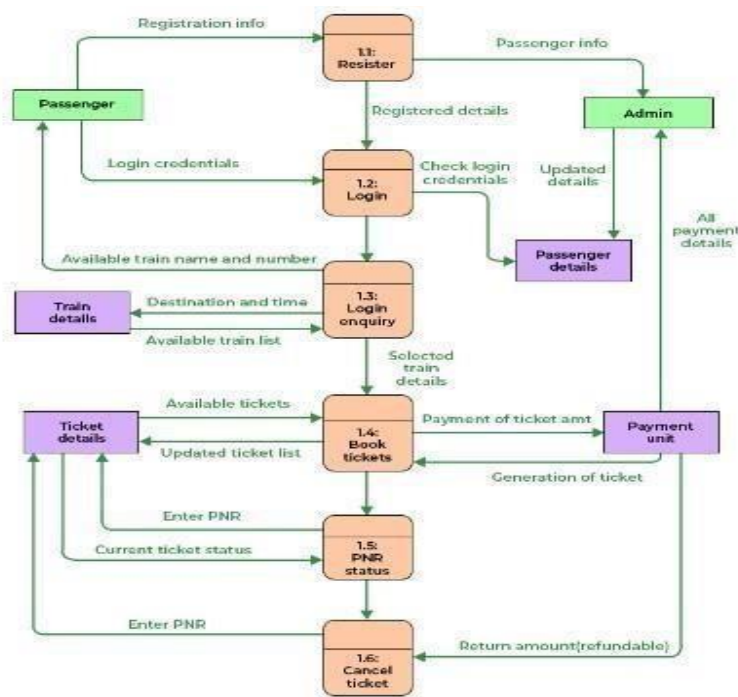 Registration info
1.1:
Resister
Passenger info
Passenger
Admin
Registered details
Login credentials
1.2:
Login
Check login
credentials
Updated
details
All
payment
details
Available train name and number
Passenger
details
Train
details
Destination and time
1.3:
Login
enquiry
Available train list
Selected
train
details
Available tickets
Ticket
details
1.4:
Book
tickets
Payment of ticket amt
Payment
unit
Updated ticket list
Generation of ticket
Enter PNR
1.5:
PNR
status
Current ticket status
Enter PNR
1.6:
Cancel
ticket
Return amount(refundable)